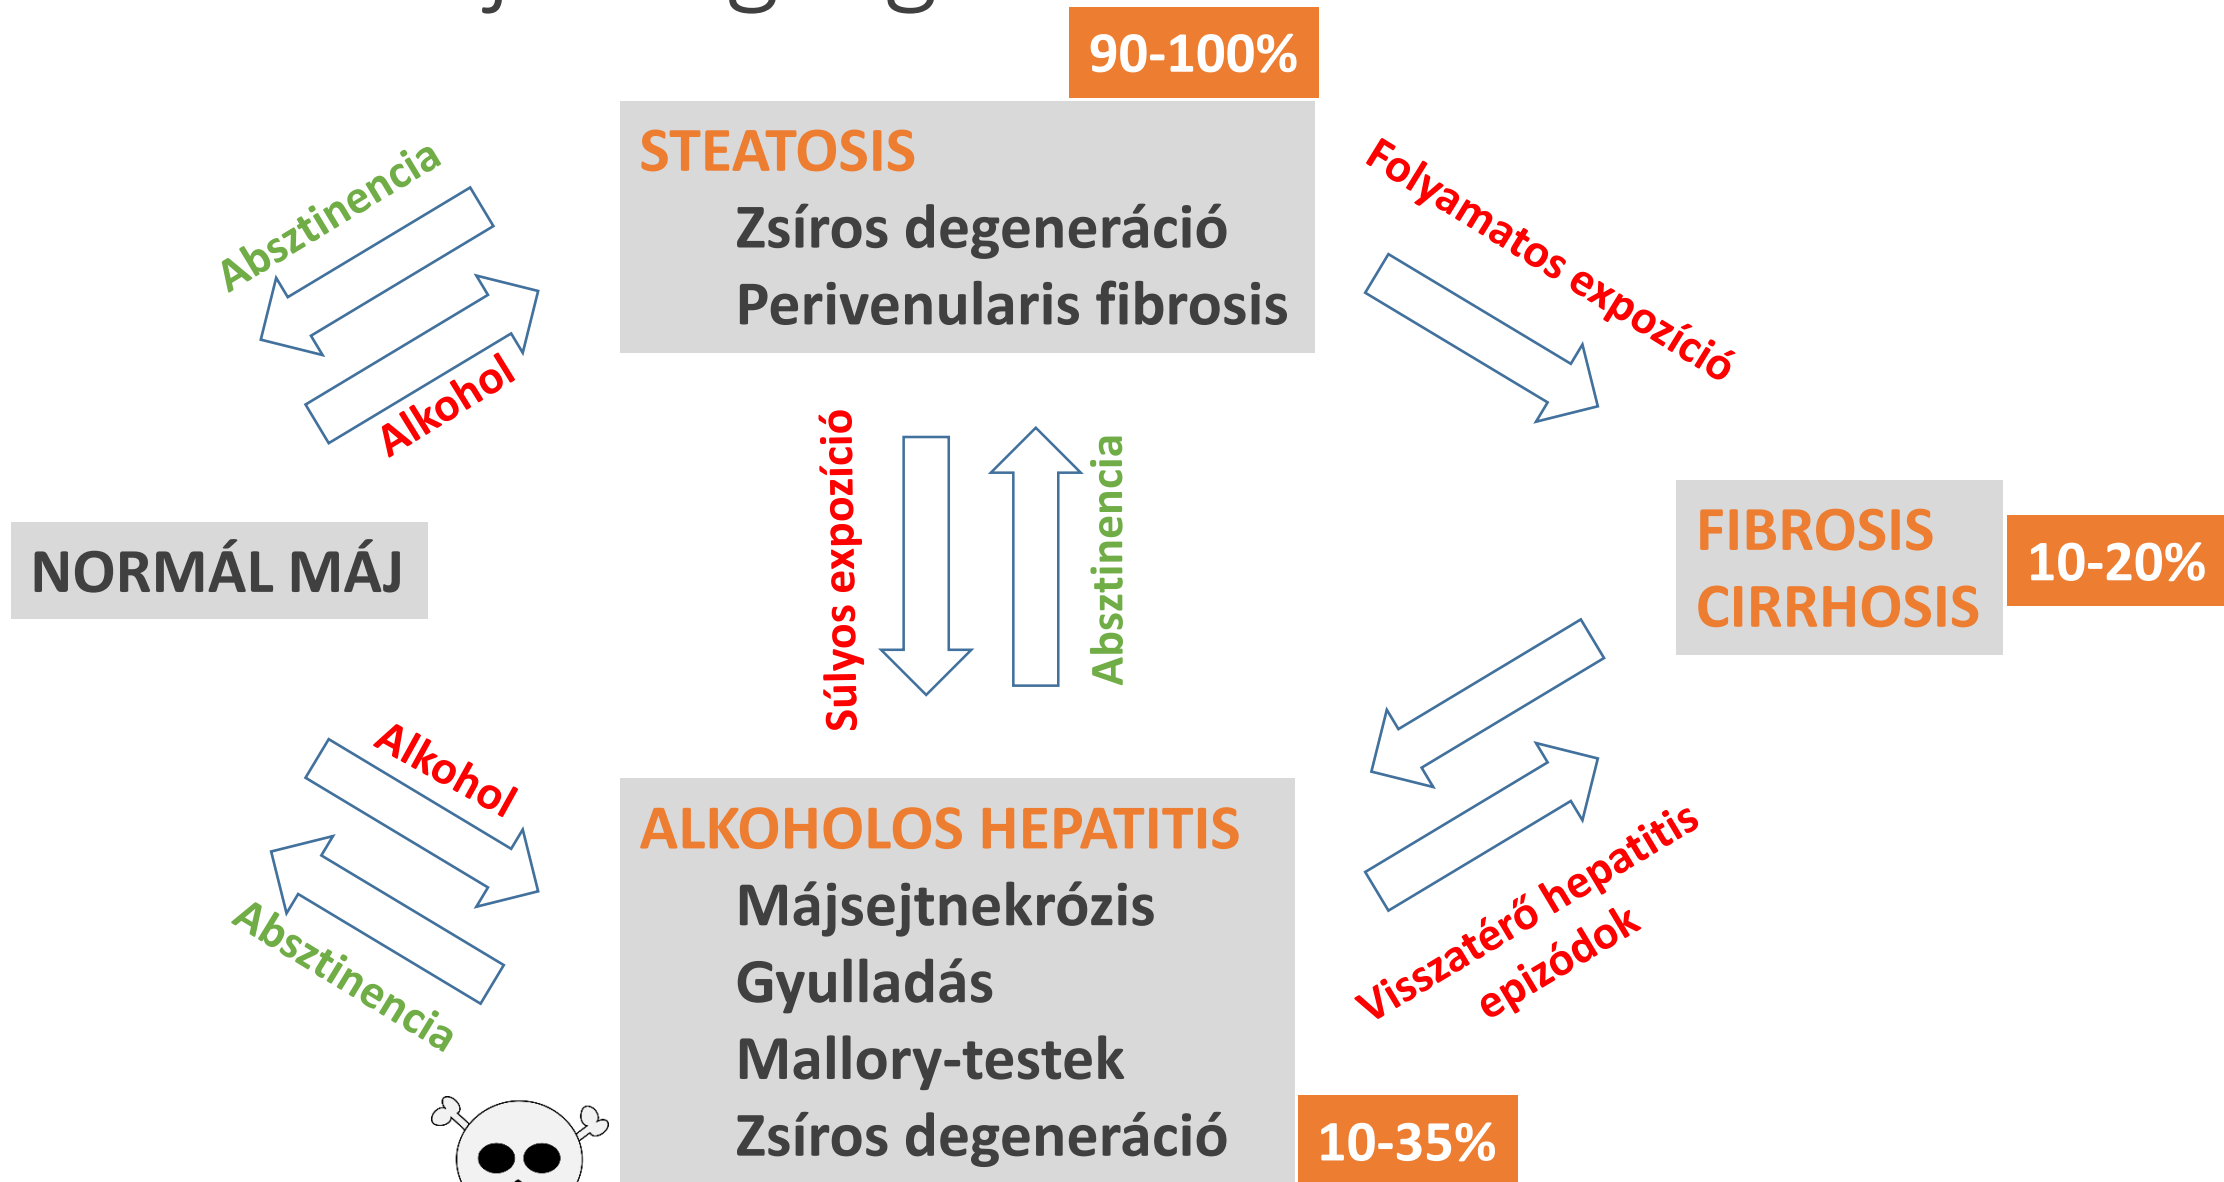 90-100%
STEATOSIS
Zsíros degeneráció
Perivenularis fibrosis
Absztinencia
Alkohol
Folyamatos expozíció
Súlyos expozíció
Absztinencia
NORMÁL MÁJ
FIBROSIS
CIRRHOSIS
10-20%
Alkohol
Absztinencia
ALKOHOLOS HEPATITIS
Májsejtnekrózis
Gyulladás
Mallory-testek
Zsíros degeneráció
10-35%
Visszatérő hepatitis
epizódok